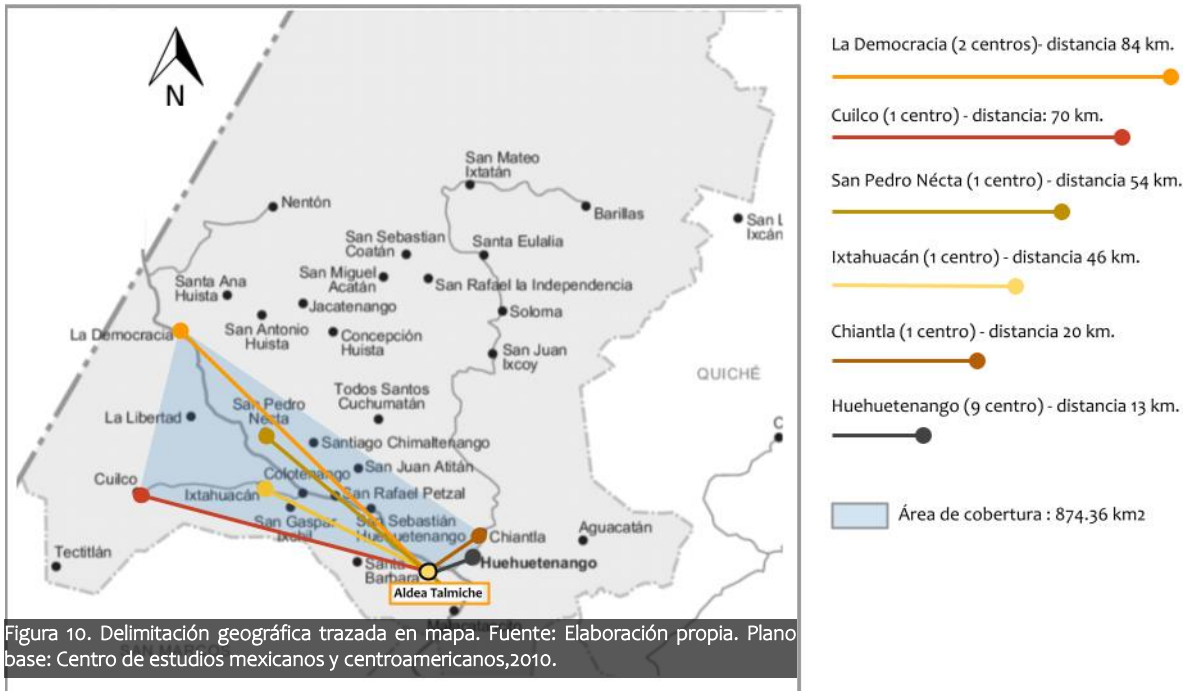 N
San Mateo
Ixtatán
Nentón
Barillas
San L
Ixcán
San Sebastian
Coatán
Santa Eulalia
San Miguel
Acatán
San Rafael la Independencia
Santa Ana
Huista
Jacatenango
Soloma
La Democracia
San Antonio
Huista
Concepción
Huista
San Juan
Ixcoy
QUICHÉ
Todos Santos
Cuchumatán
San Pedro
Nécta
La Libertad
C
Santiago Chimaltenango
San Juan Atitán
Colotenango
Cuilco
Ixtahuacán
San Rafael Petzal
San Gaspar
Ixchil
San Sebastián
Huehuetenango
Chiantla
Aguacatán
Tectitlán
Santa
Barbara
Huehuetenango
Aldea Talmiche
Malacatancito
SAN MARCOS
Figura 10. Delimitación geográfica trazada en mapa. Fuente: Elaboración propia. Plano
base: Centro de estudios mexicanos y centroamericanos,2010.
La Democracia (2 centros)- distancia 84 km.
Cuilco (1 centro) - distancia: 70 km.
San Pedro Nécta (1 centro) - distancia 54 km.
Ixtahuacán (1 centro) - distancia 46 km.
Chiantla (1 centro) - distancia 20 km.
Huehuetenango (9 centro) - distancia 13 km.
Área de cobertura : 874.36 km2